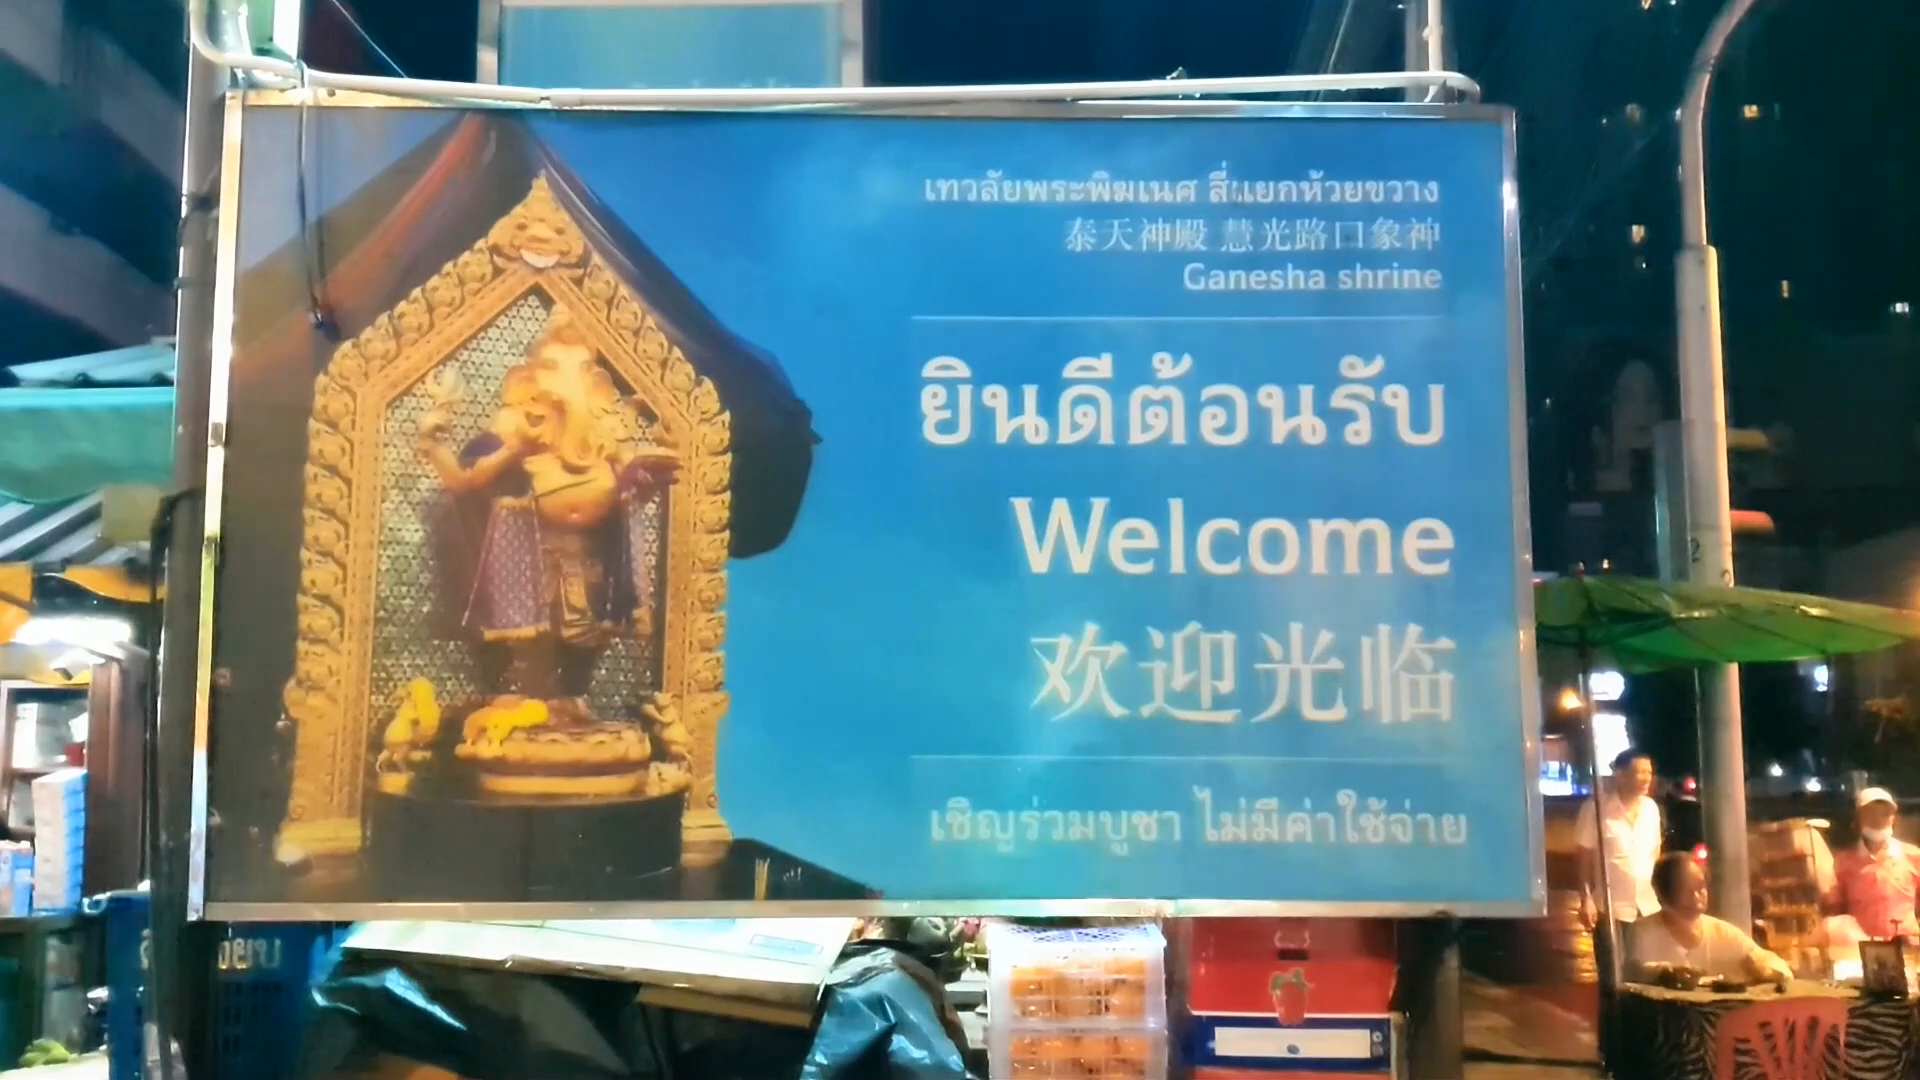 เทวลัยพระพิฆเนศ สี่แยกห้วยขวาง
泰天神殿 慧光路口象神
Ganesha shrine
ยินดีต้อนรับ
Welcome
欢迎光临
เชิญร่วมบูชา ไม่มีค่าใช้จ่าย